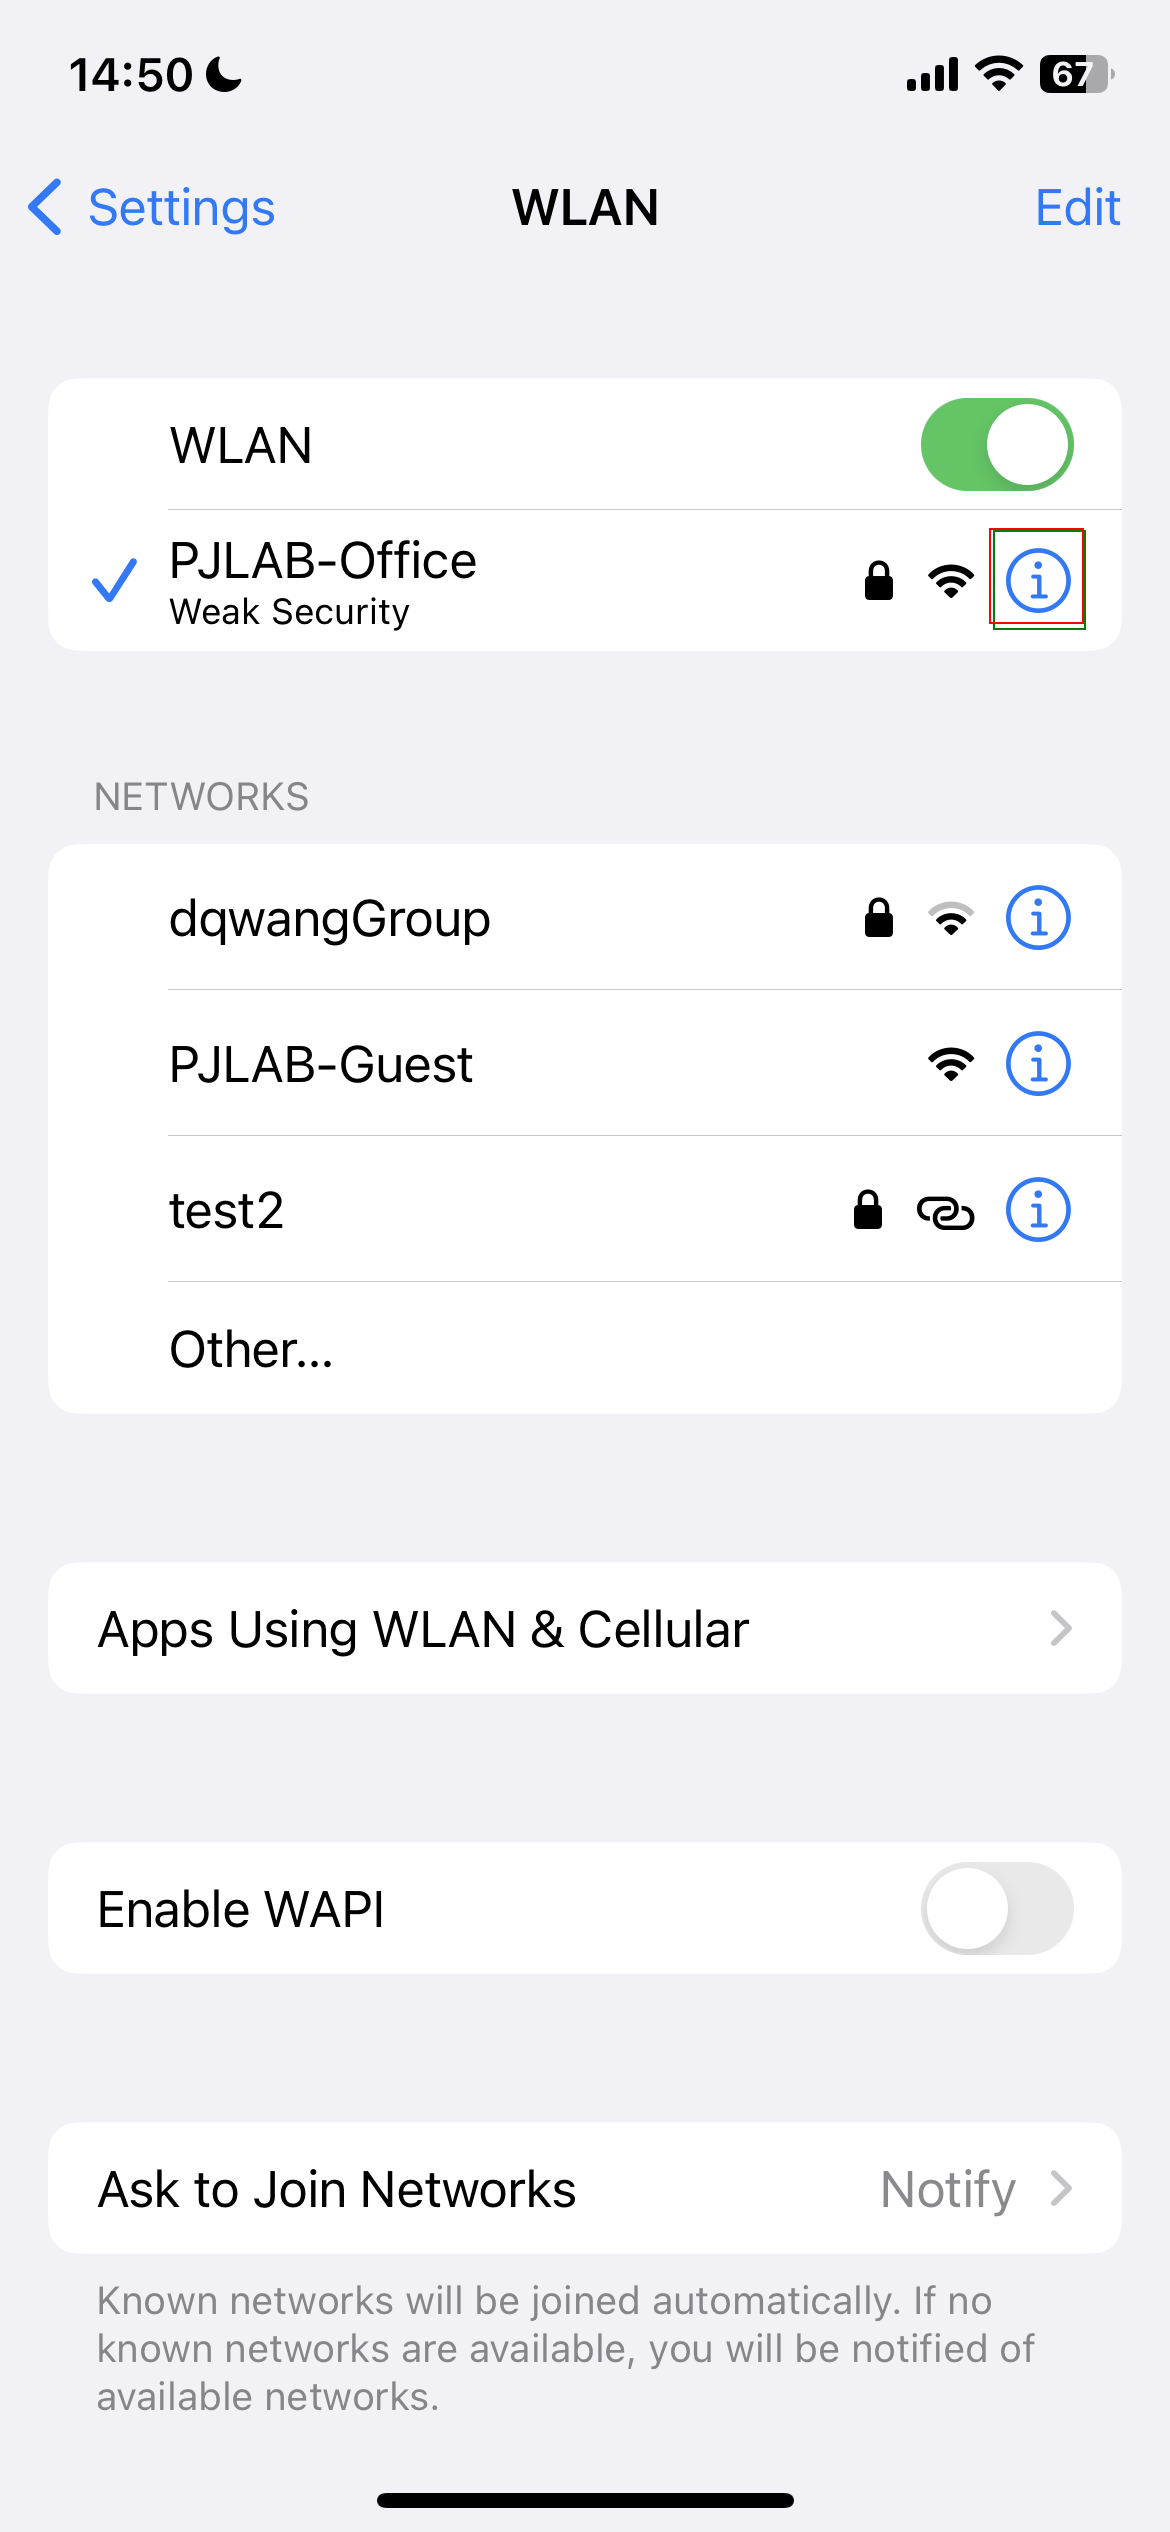 14:50
67
Settings
WLAN
Edit
WLAN
PJLAB-Office
Weak Security
NETWORKS
dqwangGroup
PJLAB-Guest
test2
Other...
Apps Using WLAN & Cellular
Enable WAPI
Ask to Join Networks
Notify
Known networks will be joined automatically. If no
known networks are available, you will be notified of
available networks.